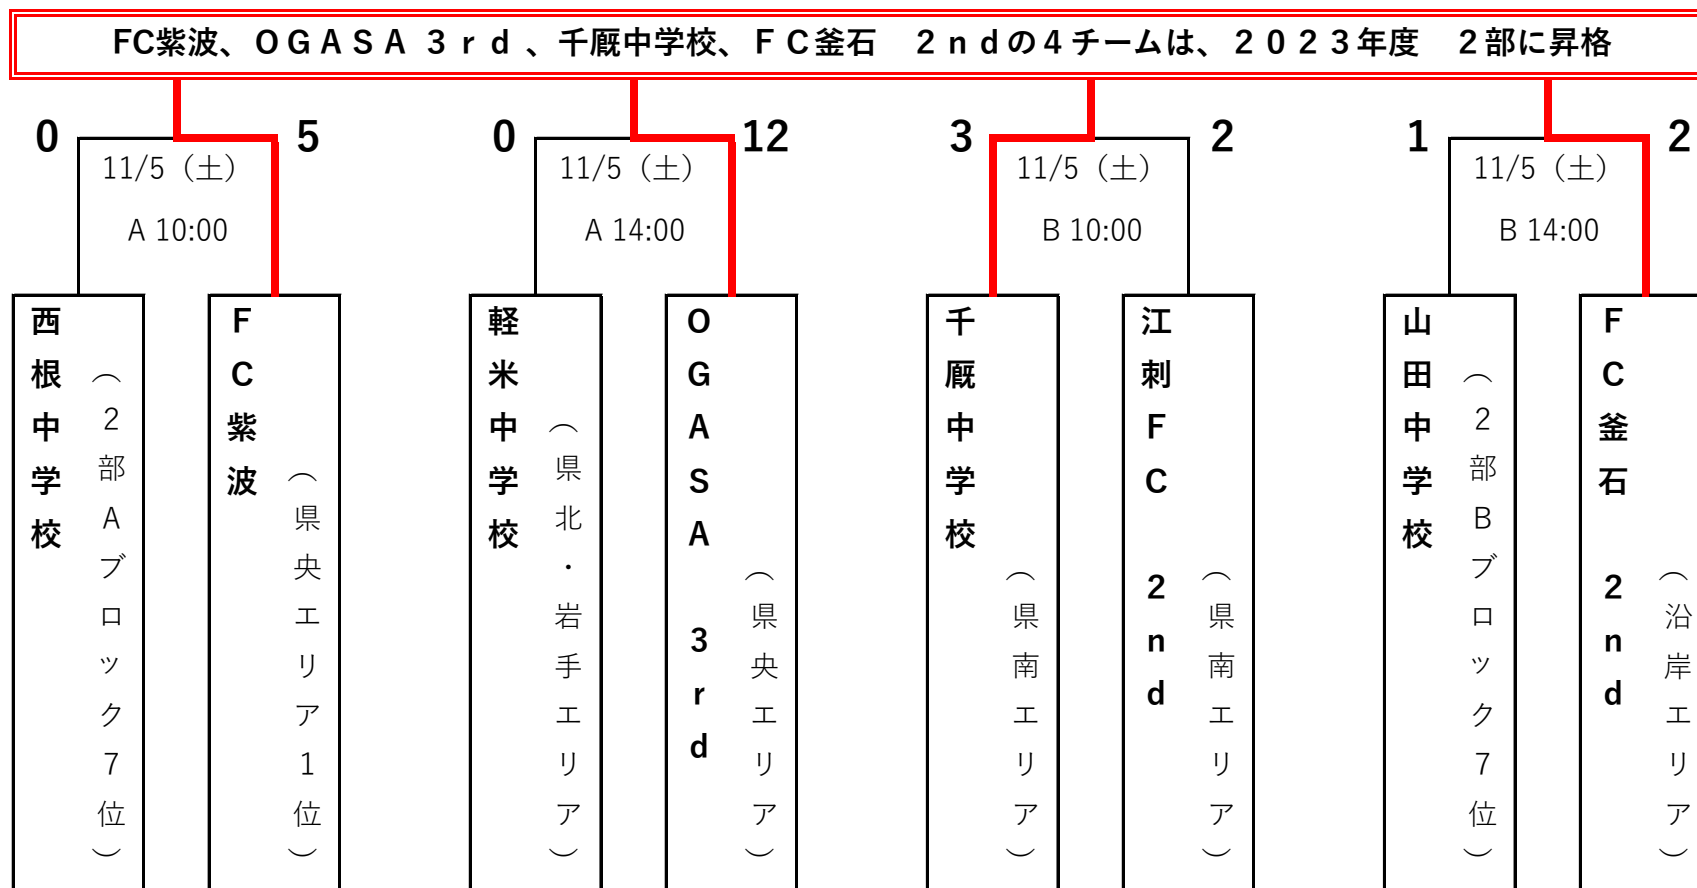 FC紫波、ＯＧＡＳＡ ３ｒｄ、千厩中学校、ＦＣ釜石　２ｎｄの４チームは、２０２３年度　２部に昇格
0
5
0
12
3
2
1
2
11/5（土）
11/5（土）
11/5（土）
11/5（土）
A 10:00
A 14:00
B 10:00
B 14:00
西根中学校
（２部Ａブロック７位）
ＦＣ紫波
（県央エリア１位）
軽米中学校
（県北・岩手エリア）
ＯＧＡＳＡ　３ｒｄ
（県央エリア）
千厩中学校
（県南エリア）
江刺ＦＣ　２ｎｄ
（県南エリア）
山田中学校
（２部Ｂブロック７位）
ＦＣ釜石　２ｎｄ
（沿岸エリア）